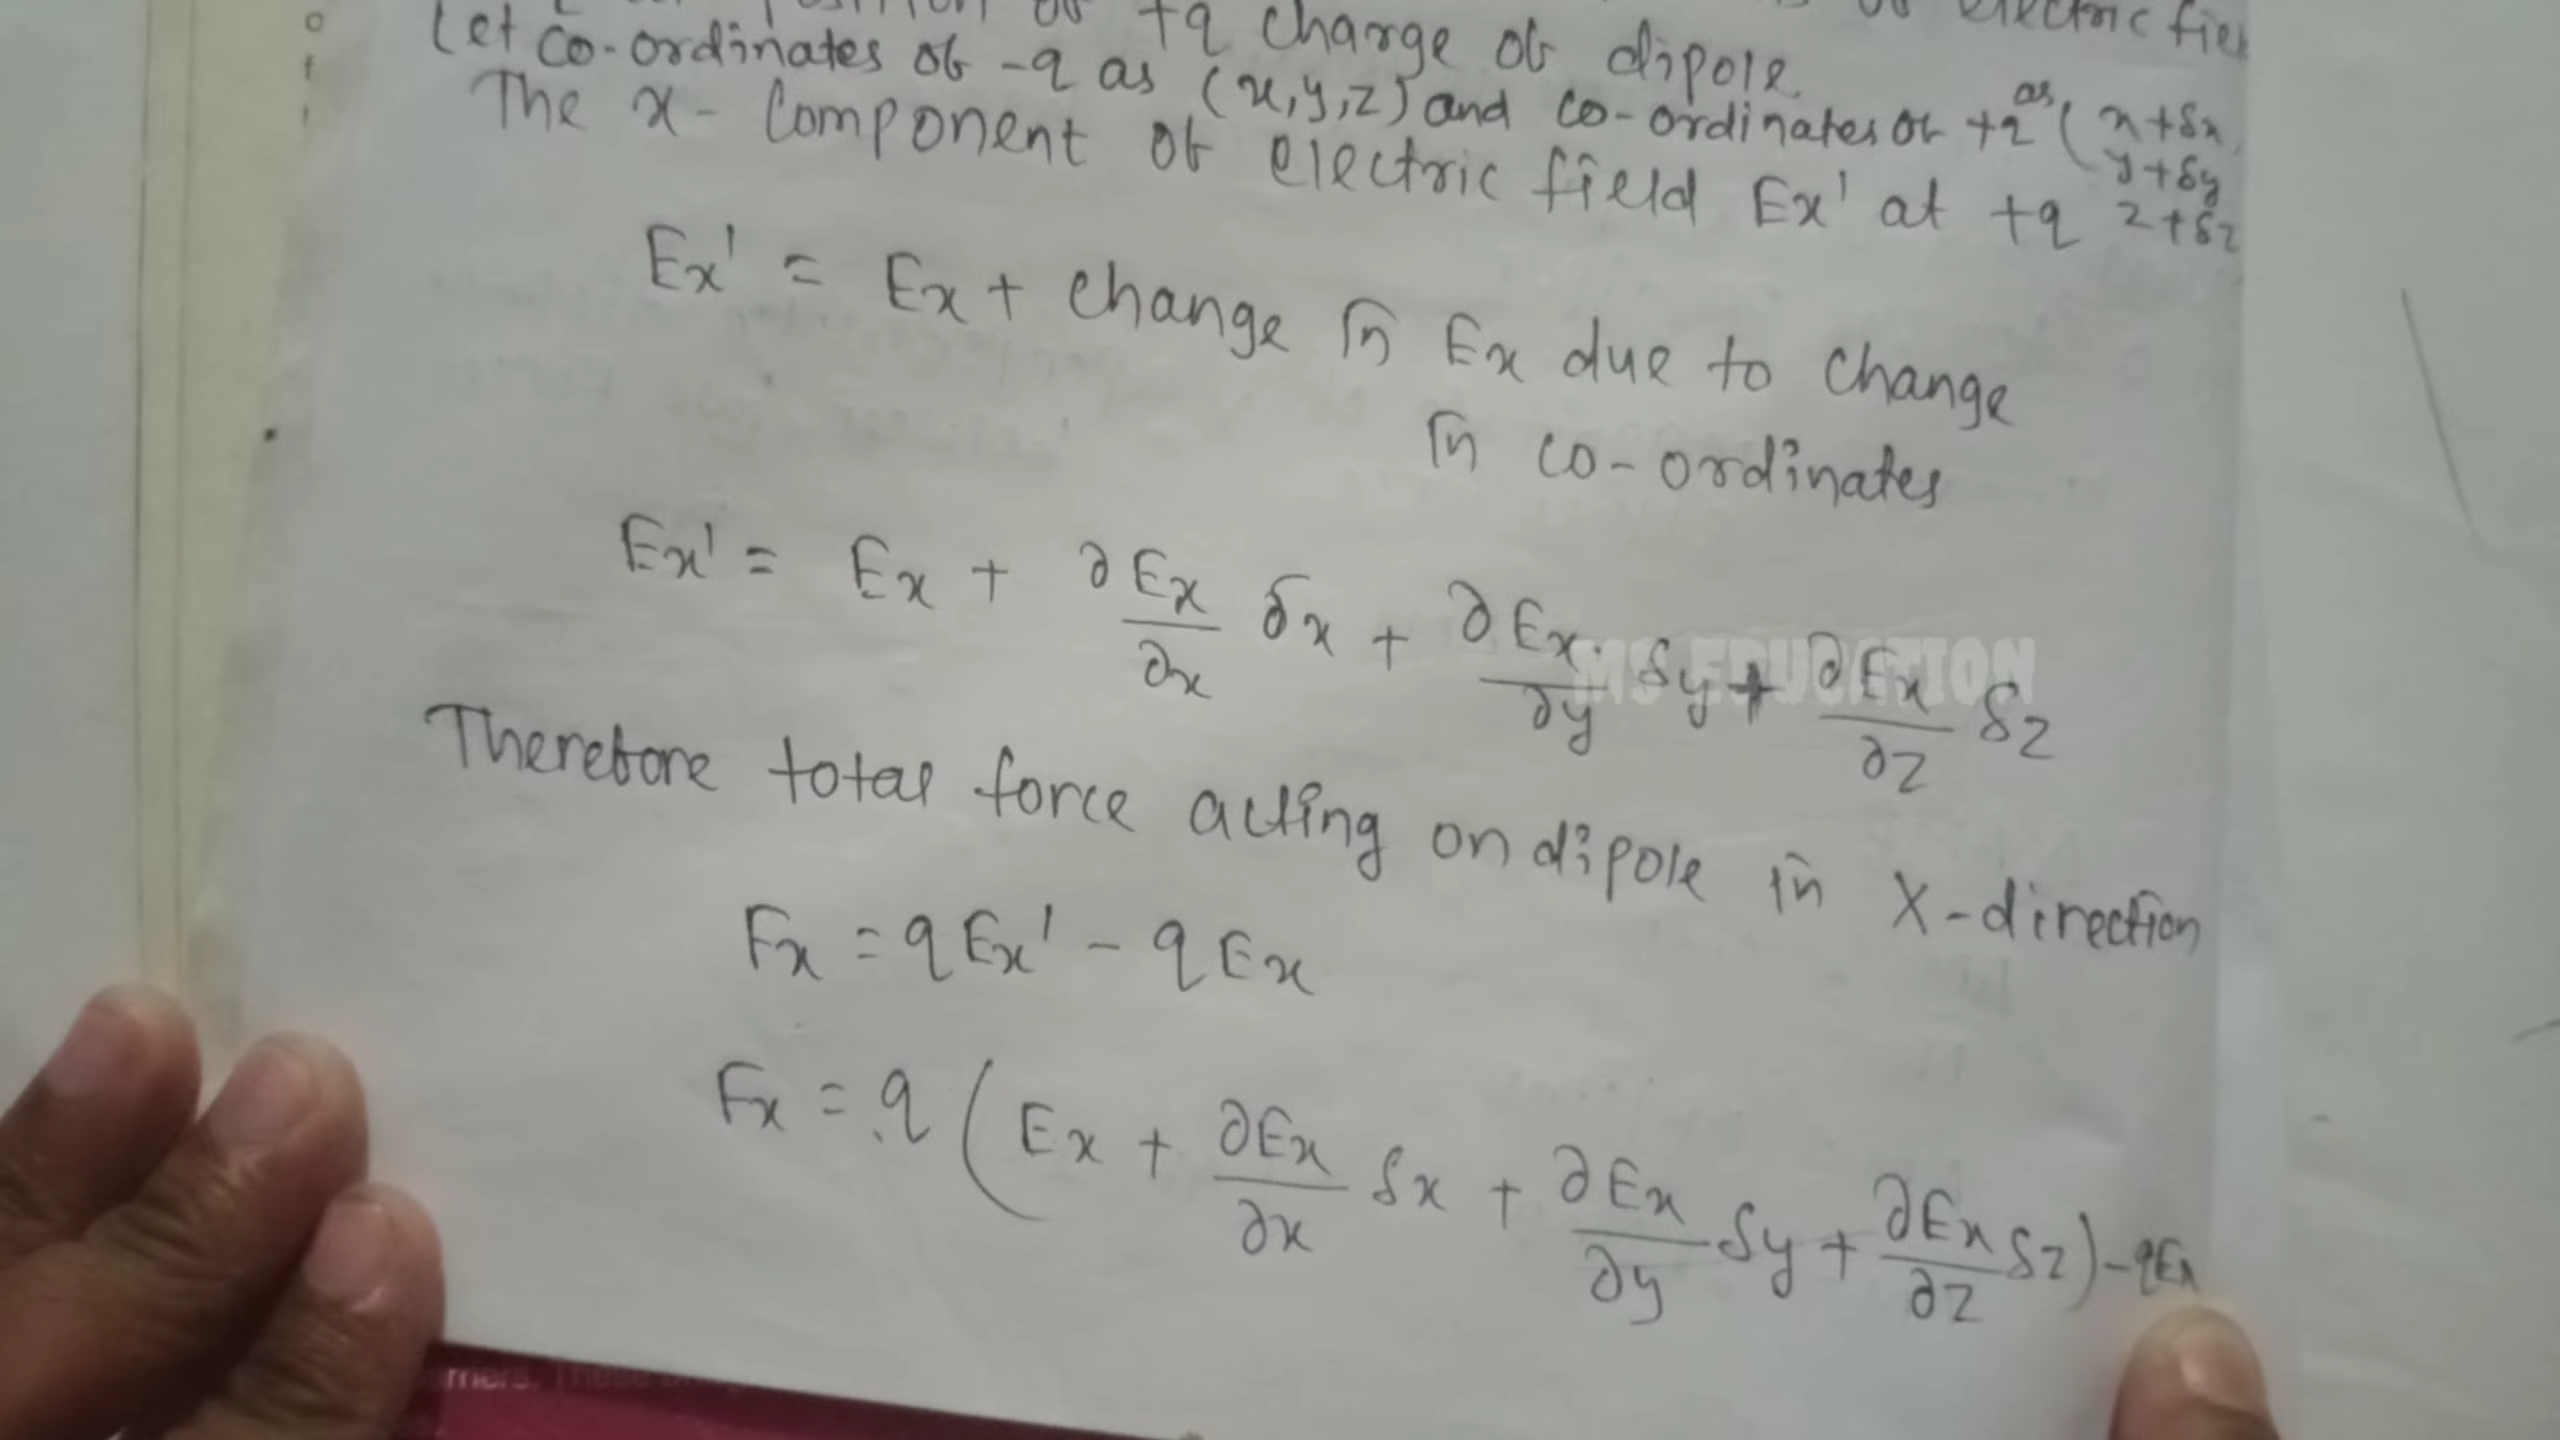 of +q charge of dipole
Let co-ordinates of -q as (x,y,z) and co-ordinates of +q as (x+δx,
y+δy
z+δz
The x- Component of electric field Ex' at +q
Ex' = Ex + change in Ex due to change
in co-ordinates
Ex' = Ex + ∂Ex/∂x δx + ∂Ex/∂y . δy + ∂Ex/∂z δz
MS EDUCATION
Therefore total force acting on dipole in X-direction
Fx = qEx' - qEx
Fx = q (Ex + ∂Ex/∂x δx + ∂Ex/∂y δy + ∂Ex/∂z δz) - qEx